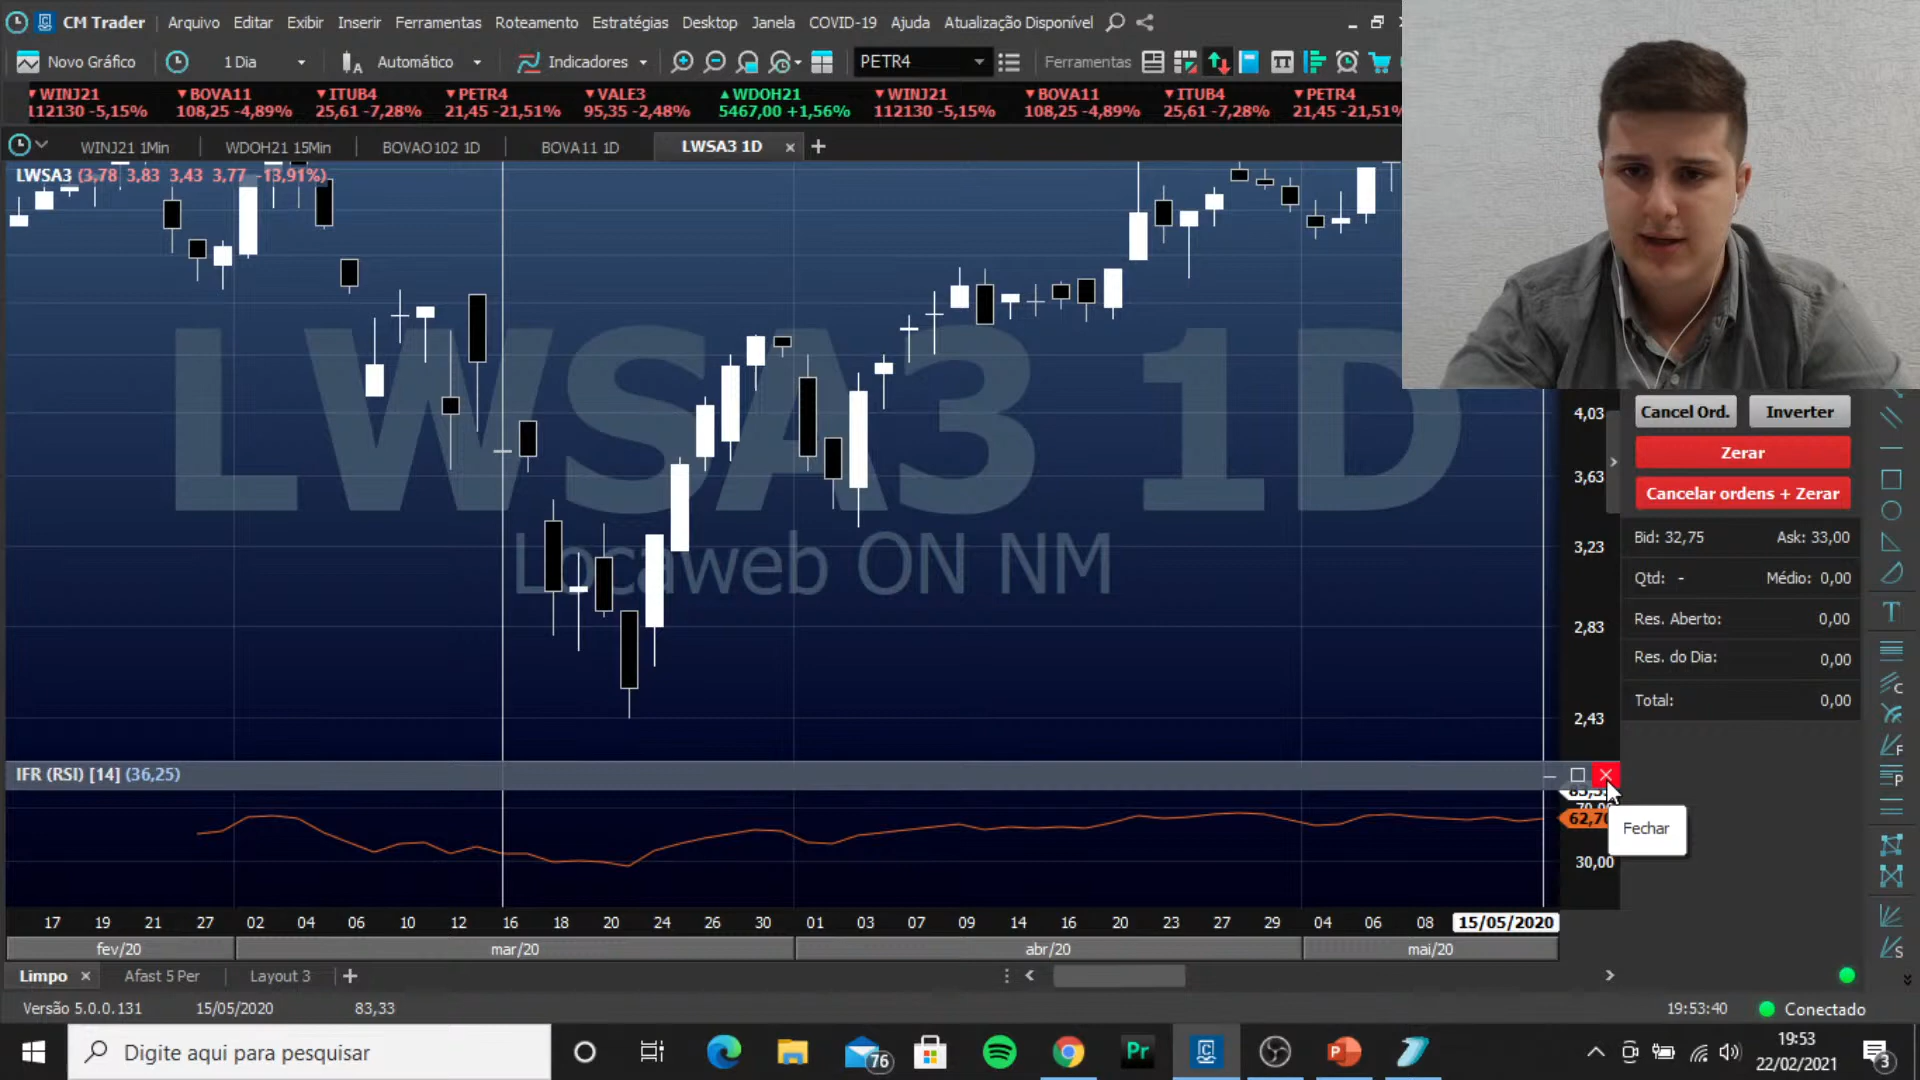 CM Trader Arquivo Editar Exibir Inserir Ferramentas Roteamento Estratégias Desktop Janela COVID-19 Ajuda Atualização Disponível
Novo Gráfico 1 Dia Automático Indicadores PETR4 Ferramentas
WINJ21 BOVA11 ITUB4 PETR4 VALE3 WDOH21 WINJ21 BOVA11 ITUB4 PETR4
112130 -5,15% 108,25 -4,89% 25,61 -7,28% 21,45 -21,51% 95,35 -2,48% 5467,00 +1,56% 112130 -5,15% 108,25 -4,89% 25,61 -7,28% 21,45 -21,51%
WINJ21 1Min WDOH21 15Min BOVAO102 1D BOVA11 1D LWSA3 1D
LWSA3 (3,78 3,83 3,43 3,77 -13,91%)
LWSA3 1D
Locaweb ON NM
4,03
3,63
3,23
2,83
2,43
Cancel Ord. Inverter
Zerar
Cancelar ordens + Zerar
Bid: 32,75 Ask: 33,00
Qtd: - Médio: 0,00
Res. Aberto: 0,00
Res. do Dia: 0,00
Total: 0,00
IFR (RSI) [14] (36,25)
62,70
Fechar
30,00
17 19 21 27 02 04 06 10 12 16 18 20 24 26 30 01 03 07 09 14 16 20 23 27 29 04 06 08 15/05/2020
fev/20 mar/20 abr/20 mai/20
Limpo Afast 5 Per Layout 3
Versão 5.0.0.131 15/05/2020 83,33 19:53:40 Conectado
Digite aqui para pesquisar
76
Pr
19:53
22/02/2021
3